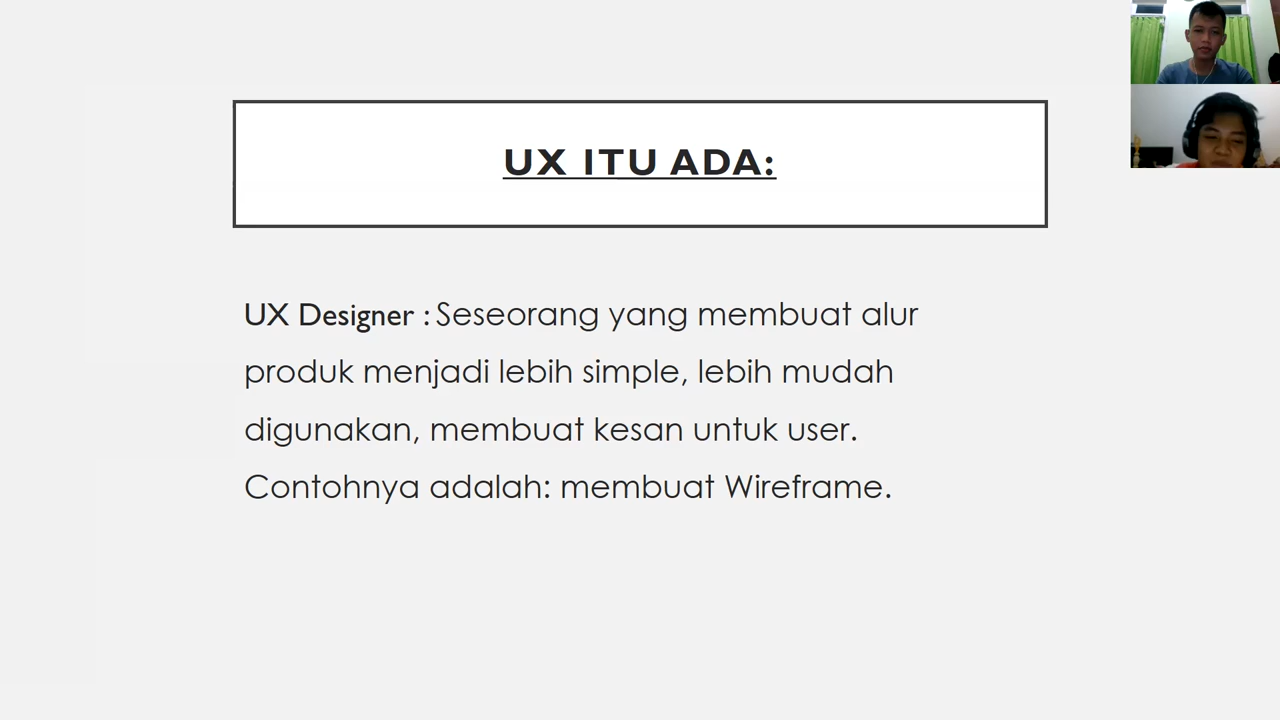 UX ITU ADA:
UX Designer : Seseorang yang membuat alur
produk menjadi lebih simple, lebih mudah
digunakan, membuat kesan untuk user.
Contohnya adalah: membuat Wireframe.